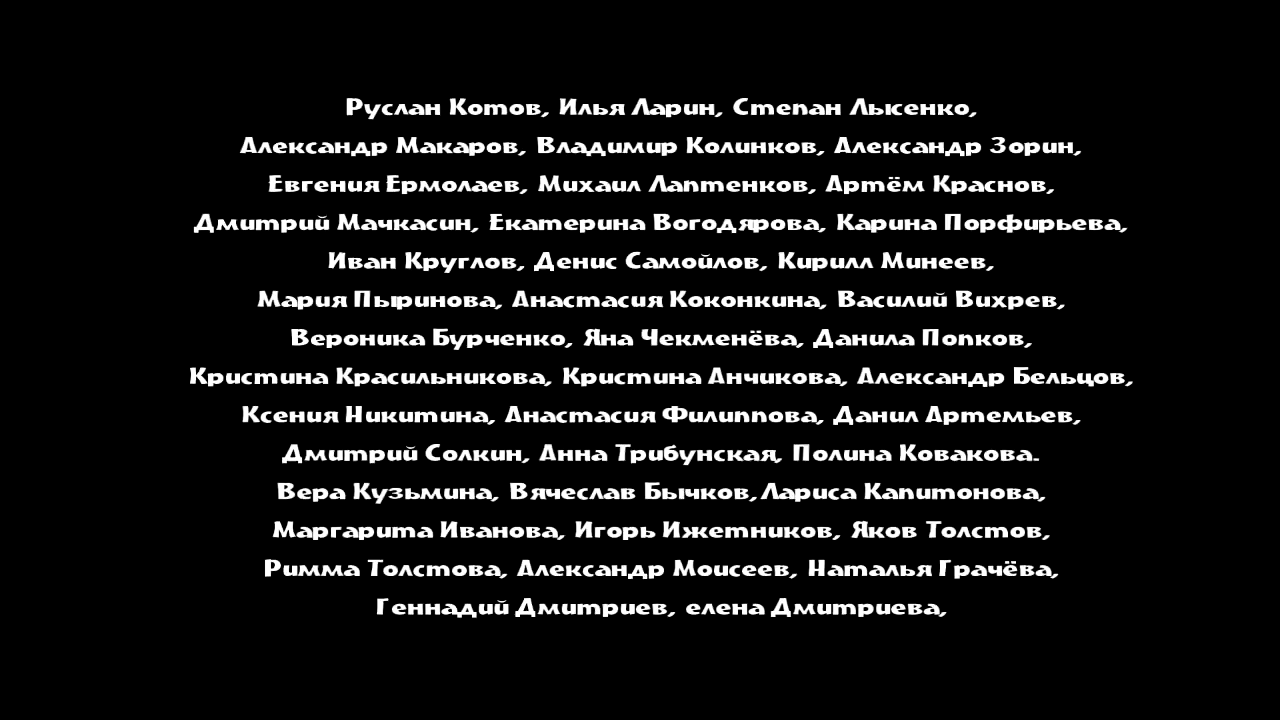 Руслан Котов, Илья Ларин, Степан Лысенко,
Александр Макаров, Владимир Колинков, Александр Зорин,
Евгения Ермолаев, Михаил Лаптенков, Артём Краснов,
Дмитрий Мачкасин, Екатерина Вогодярова, Карина Порфирьева,
Иван Круглов, Денис Самойлов, Кирилл Минеев,
Мария Пыринова, Анастасия Коконкина, Василий Вихрев,
Вероника Бурченко, Яна Чекменёва, Данила Попков,
Кристина Красильникова, Кристина Анчикова, Александр Бельцов,
Ксения Никитина, Анастасия Филиппова, Данил Артемьев,
Дмитрий Солкин, Анна Трибунская, Полина Ковакова.
Вера Кузьмина, Вячеслав Бычков,Лариса Капитонова,
Маргарита Иванова, Игорь Ижетников, Яков Толстов,
Римма Толстова, Александр Моисеев, Наталья Грачёва,
Геннадий Дмитриев, елена Дмитриева,